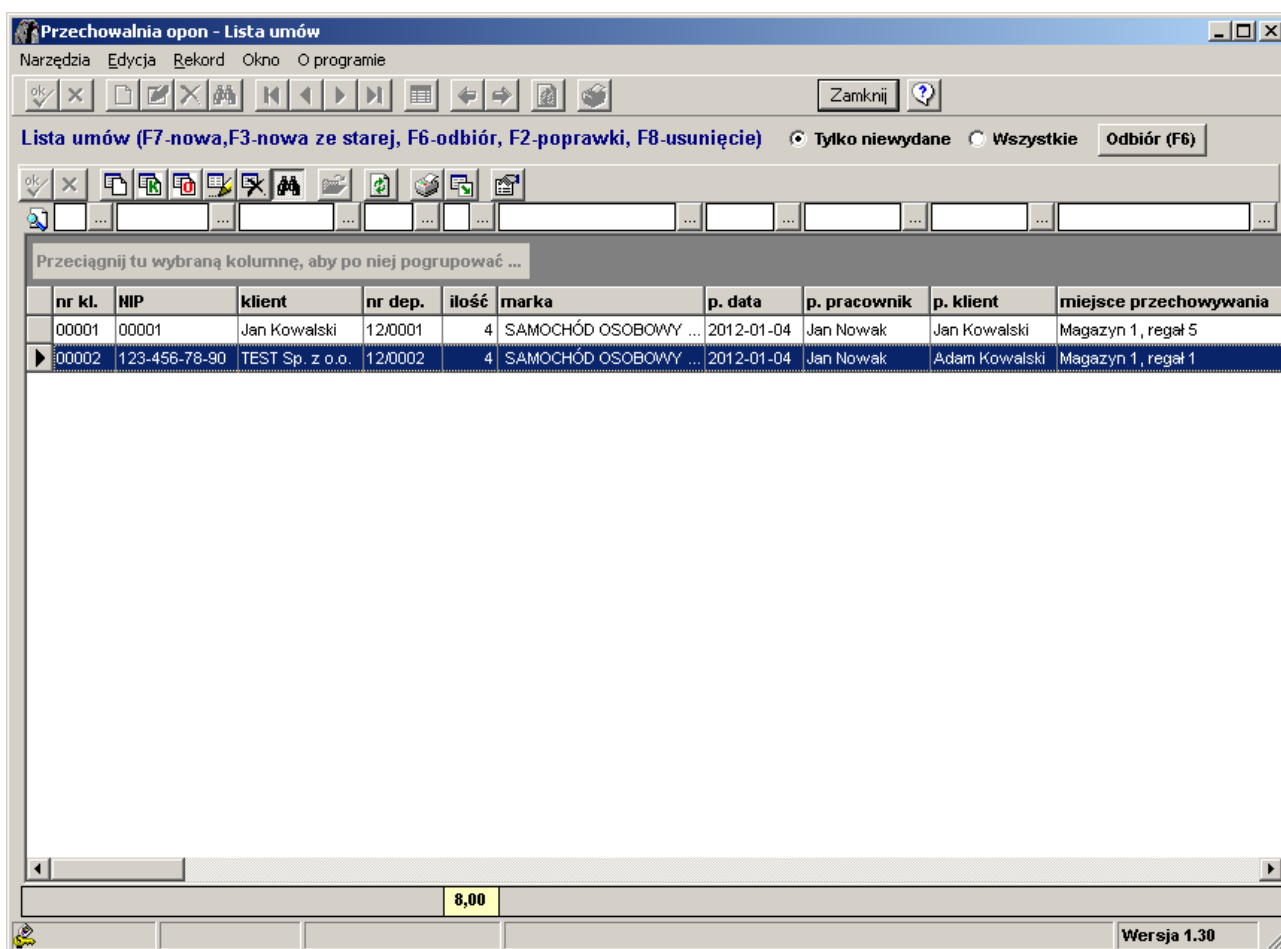 Przechowalnia opon - Lista umów
Narzędzia Edycja Rekord Okno O programie
ok Zamknij
Lista umów (F7-nowa,F3-nowa ze starej, F6-odbiór, F2-poprawki, F8-usunięcie) Tylko niewydane Wszystkie Odbiór (F6)
ok
... ... ... ... ... ... ... ... ... ...
Przeciągnij tu wybraną kolumnę, aby po niej pogrupować ...
nr kl. NIP klient nr dep. ilość marka p. data p. pracownik p. klient miejsce przechowywania
00001 00001 Jan Kowalski 12/0001 4 SAMOCHÓD OSOBOWY ... 2012-01-04 Jan Nowak Jan Kowalski Magazyn 1, regał 5
00002 123-456-78-90 TEST Sp. z o.o. 12/0002 4 SAMOCHÓD OSOBOWY ... 2012-01-04 Jan Nowak Adam Kowalski Magazyn 1, regał 1
8,00
Wersja 1.30